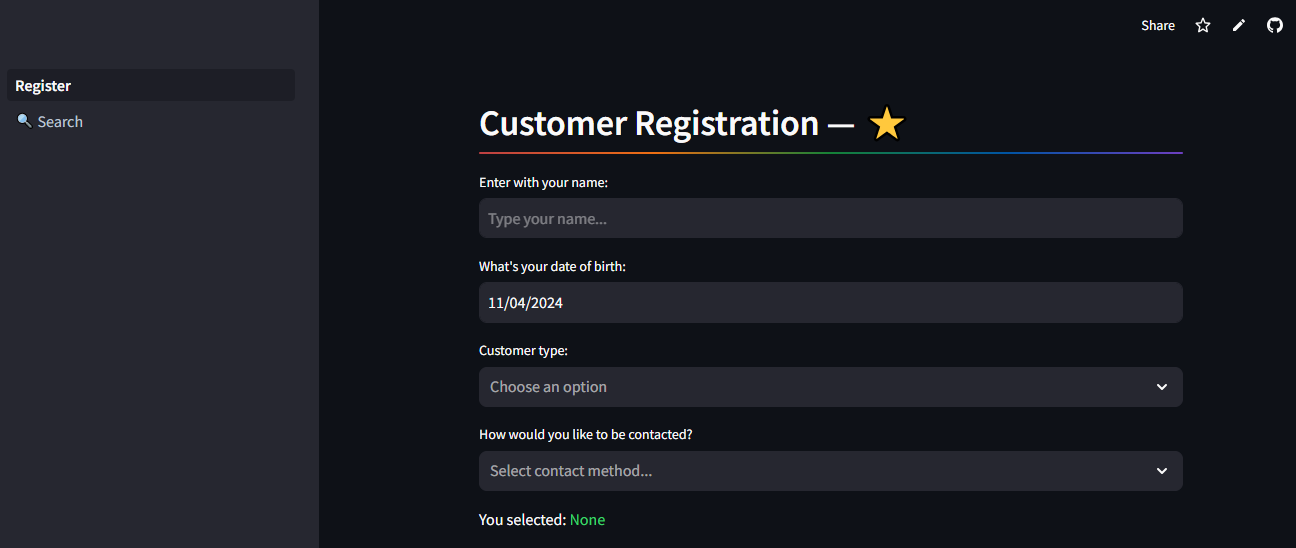 Share
Register
🔍 Search
Customer Registration — ⭐
Enter with your name:
Type your name...
What's your date of birth:
11/04/2024
Customer type:
Choose an option
How would you like to be contacted?
Select contact method...
You selected: None